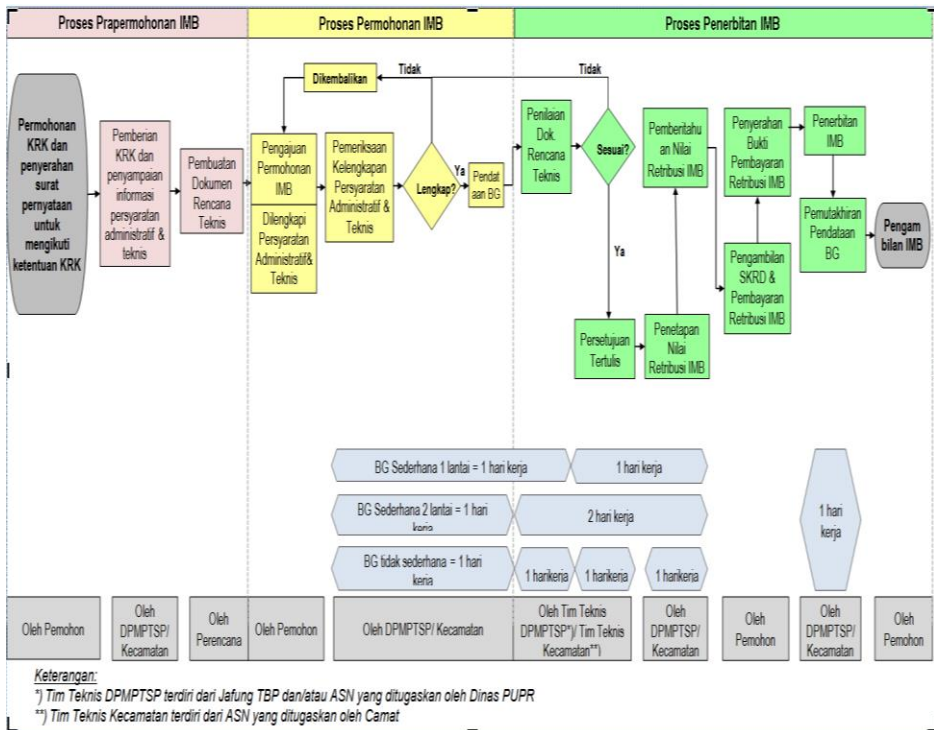 Proses Prapermohonan IMB
Proses Permohonan IMB
Proses Penerbitan IMB
Permohonan
KRK dan
penyerahan
surat
pernyataan
untuk
mengikuti
ketentuan KRK
Pemberian
KRK dan
penyampaian
informasi
persyaratan
administratif &
teknis
Pembuatan
Dokumen
Rencana
Teknis
Dikembalikan
Tidak
Pengajuan
Permohonan
IMB
Dilengkapi
Persyaratan
Administratif&
Teknis
Pemeriksaan
Kelengkapan
Persyaratan
Administratif &
Teknis
Lengkap?
Ya
Pendat
aan BG
Tidak
Penilaian
Dok.
Rencana
Teknis
Sesuai?
Ya
Persetujuan
Tertulis
Penetapan
Nilai
Retribusi IMB
Pemberitahu
an Nilai
Retribusi IMB
Pengambilan
SKRD &
Pembayaran
Retribusi IMB
Penyerahan
Bukti
Pembayaran
Retribusi IMB
Penerbitan
IMB
Pemutakhiran
Pendataan
BG
Pengam
bilan IMB
BG Sederhana 1 lantai = 1 hari kerja
1 hari kerja
BG Sederhana 2 lantai = 1 hari
kerja
2 hari kerja
BG tidak sederhana = 1 hari
kerja
1 harikerja
1 harikerja
1 harikerja
1 hari
kerja
Oleh Pemohon
Oleh
DPMPTSP/
Kecamatan
Oleh
Perencana
Oleh Pemohon
Oleh DPMPTSP/ Kecamatan
Oleh Tim Teknis
DPMPTSP*)/ Tim Teknis
Kecamatan**)
Oleh
DPMPTSP/
Kecamatan
Oleh
Pemohon
Oleh
DPMPTSP/
Kecamatan
Oleh
Pemohon
Keterangan:
*) Tim Teknis DPMPTSP terdiri dari Jafung TBP dan/atau ASN yang ditugaskan oleh Dinas PUPR
**) Tim Teknis Kecamatan terdiri dari ASN yang ditugaskan oleh Camat